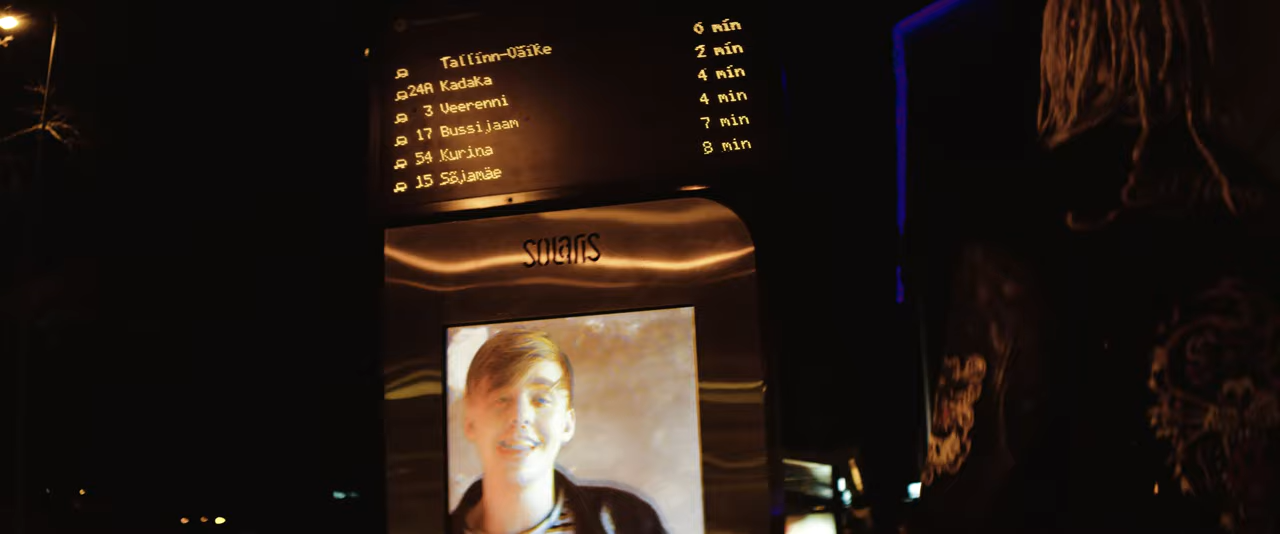 Tallinn-Väike 0 min
24A Kadaka 2 min
3 Veerenni 4 min
17 Bussijaam 4 min
54 Kurina 7 min
15 Sõjamäe 8 min
solaris